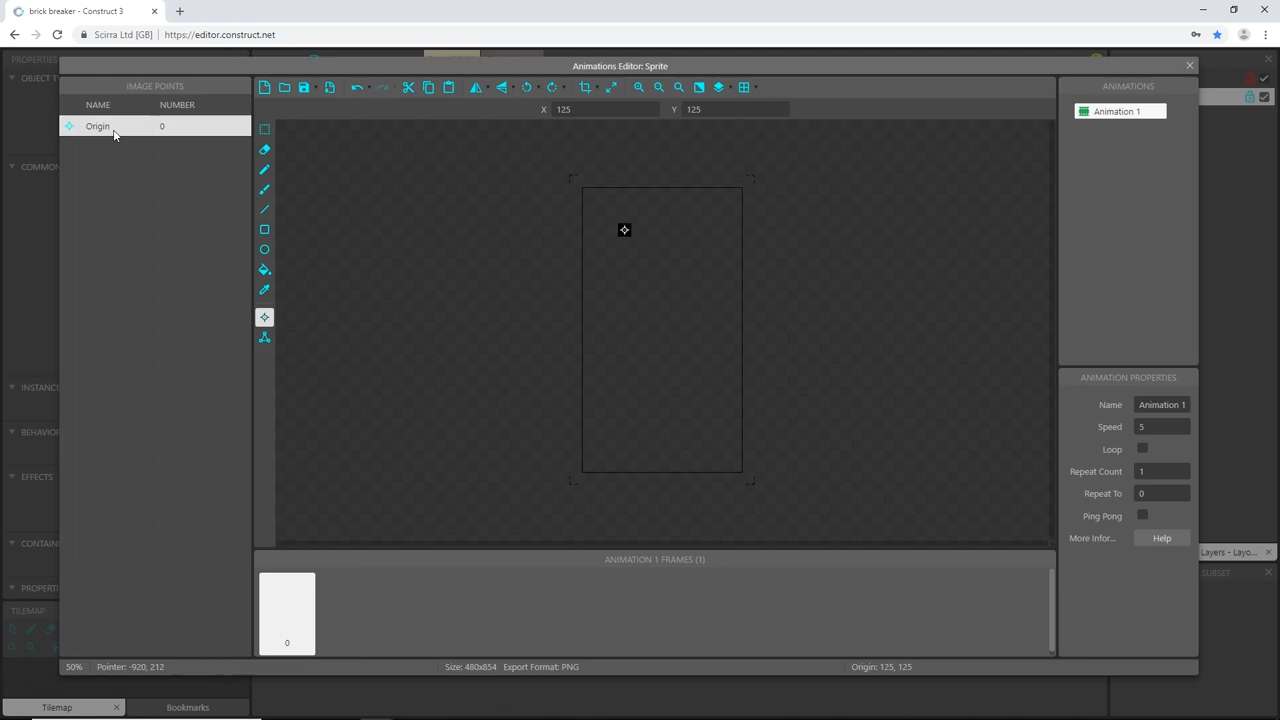 brick breaker - Construct 3
Scirra Ltd [GB] https://editor.construct.net
PROPERTIES
Animations Editor: Sprite
OBJECT T
IMAGE POINTS
ANIMATIONS
NAME NUMBER
X 125 Y 125
Animation 1
Origin 0
COMMON
INSTANC
BEHAVIOR
EFFECTS
CONTAIN
PROPERTI
TILEMAP
ANIMATION PROPERTIES
Name Animation 1
Speed 5
Loop
Repeat Count 1
Repeat To 0
Ping Pong
More Infor... Help
Layers - Layo...
SUBSET
ANIMATION 1 FRAMES (1)
0
50% Pointer: -920, 212 Size: 480x854 Export Format: PNG Origin: 125, 125
Tilemap Bookmarks